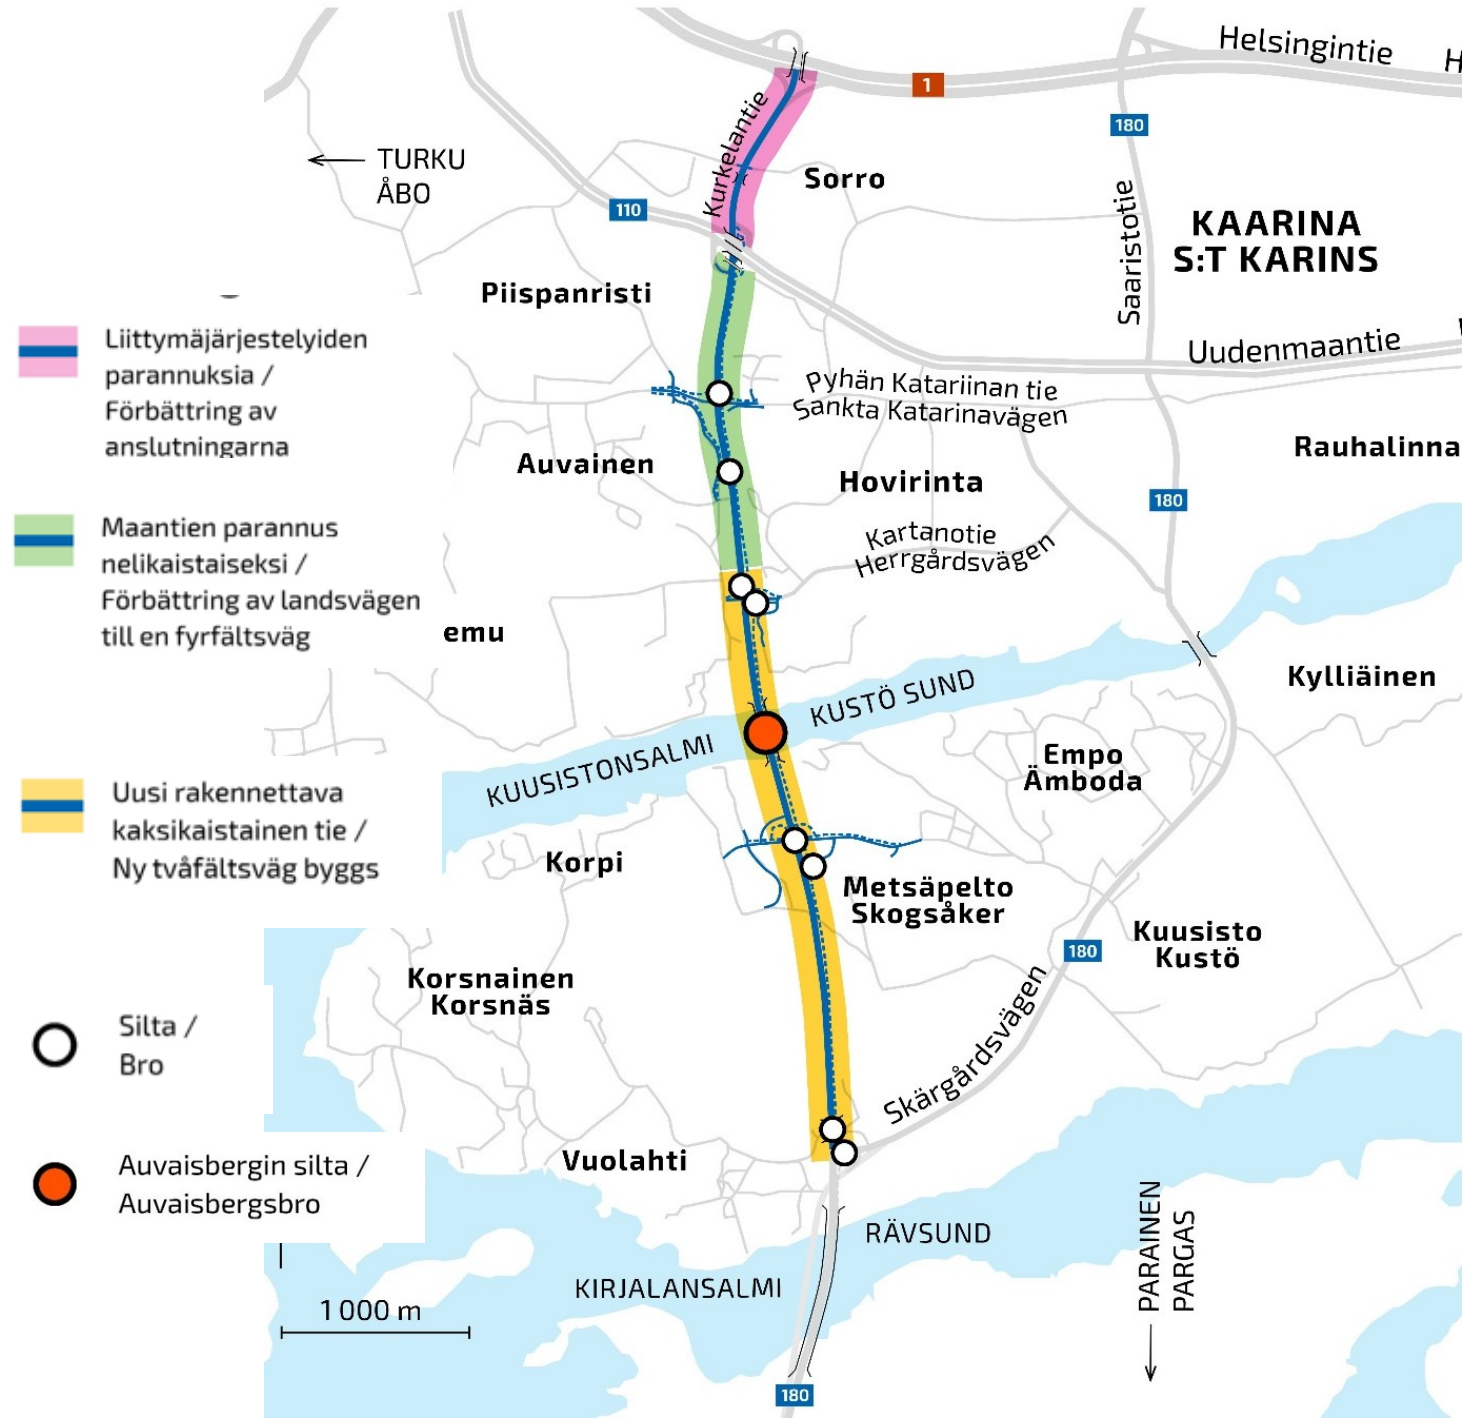 Helsingintie
H
1
180
Kurkelantie
TURKU
ÅBO
Sorro
110
Saaristotie
KAARINA
S:T KARINS
Piispanristi
Uudenmaantie
Liittymäjärjestelyiden
parannuksia /
Förbättring av
anslutningarna
Pyhän Katariinan tie
Sankta Katarinavägen
Rauhalinna
Auvainen
Hovirinta
180
Maantien parannus
nelikaistaiseksi /
Förbättring av landsvägen
till en fyrfältsväg
Kartanotie
Herrgårdsvägen
emu
Kylliäinen
KUUSISTONSALMI
KUSTÖ SUND
Empo
Ämboda
Uusi rakennettava
kaksikaistainen tie /
Ny tvåfältsväg byggs
Korpi
Metsäpelto
Skogsåker
Kuusisto
Kustö
180
Korsnainen
Korsnäs
Skärgårdsvägen
Silta /
Bro
Vuolahti
Auvaisbergin silta /
Auvaisbergsbro
RÄVSUND
KIRJALANSALMI
PARAINEN
PARGAS
1 000 m
180